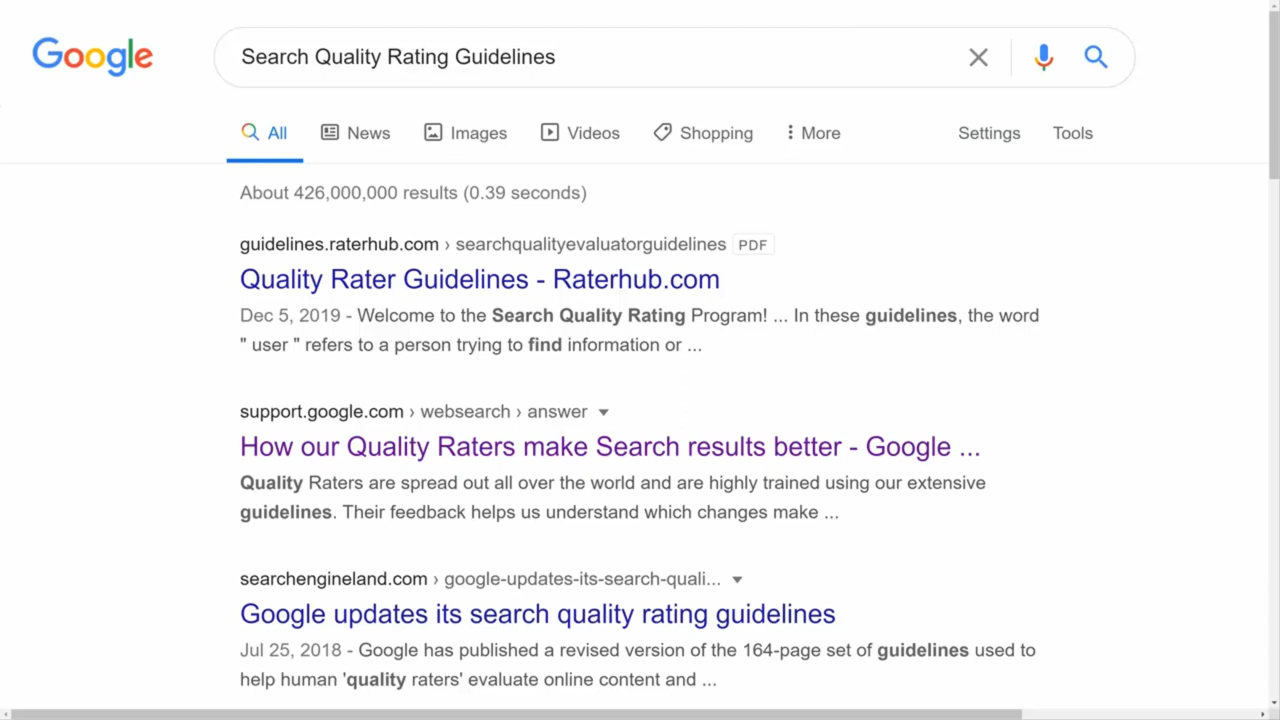 Google
Search Quality Rating Guidelines
All News Images Videos Shopping More Settings Tools
About 426,000,000 results (0.39 seconds)
guidelines.raterhub.com › searchqualityevaluatorguidelines PDF
Quality Rater Guidelines - Raterhub.com
Dec 5, 2019 - Welcome to the Search Quality Rating Program! ... In these guidelines, the word
" user " refers to a person trying to find information or ...
support.google.com › websearch › answer
How our Quality Raters make Search results better - Google ...
Quality Raters are spread out all over the world and are highly trained using our extensive
guidelines. Their feedback helps us understand which changes make ...
searchengineland.com › google-updates-its-search-quali...
Google updates its search quality rating guidelines
Jul 25, 2018 - Google has published a revised version of the 164-page set of guidelines used to
help human 'quality raters' evaluate online content and ...